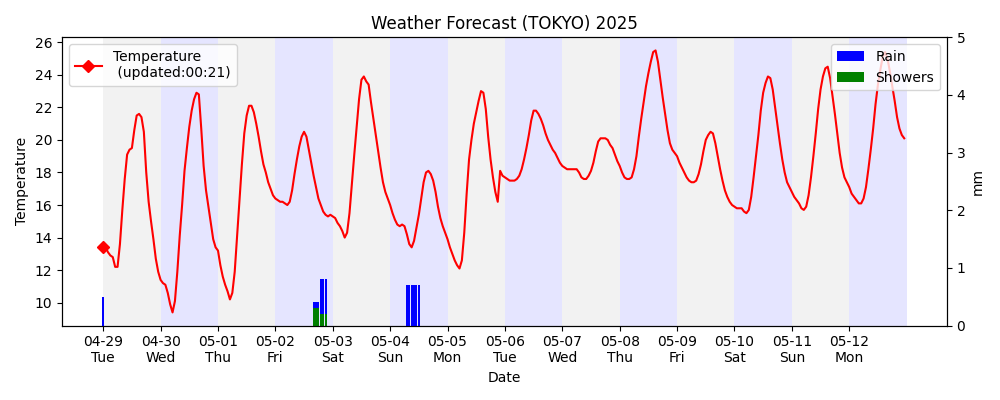 Weather Forecast (TOKYO) 2025
Temperature
(updated:00:21)
Rain
Showers
26
24
22
20
18
16
14
12
10
Temperature
5
4
3
2
1
0
mm
04-29 04-30 05-01 05-02 05-03 05-04 05-05 05-06 05-07 05-08 05-09 05-10 05-11 05-12
Tue Wed Thu Fri Sat Sun Mon Tue Wed Thu Fri Sat Sun Mon
Date